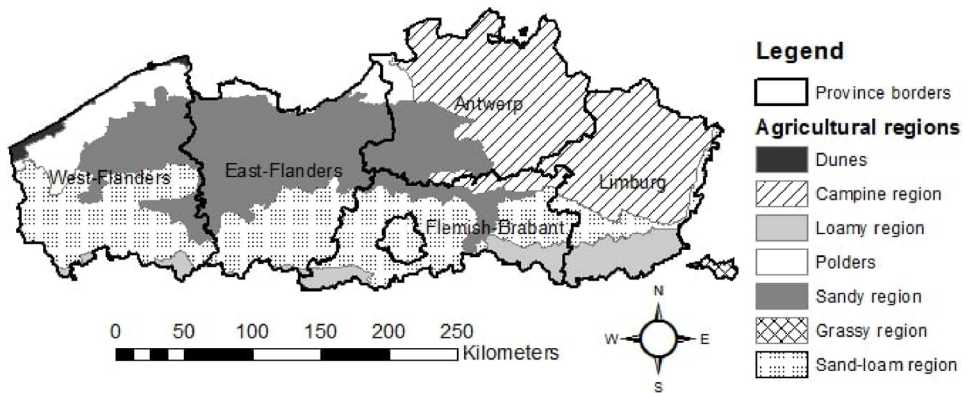 Antwerp
West-Flanders
East-Flanders
Limburg
Flemish-Brabant
0 50 100 150 200 250
Kilometers
N
W E
S
Legend
Province borders
Agricultural regions
Dunes
Campine region
Loamy region
Polders
Sandy region
Grassy region
Sand-loam region